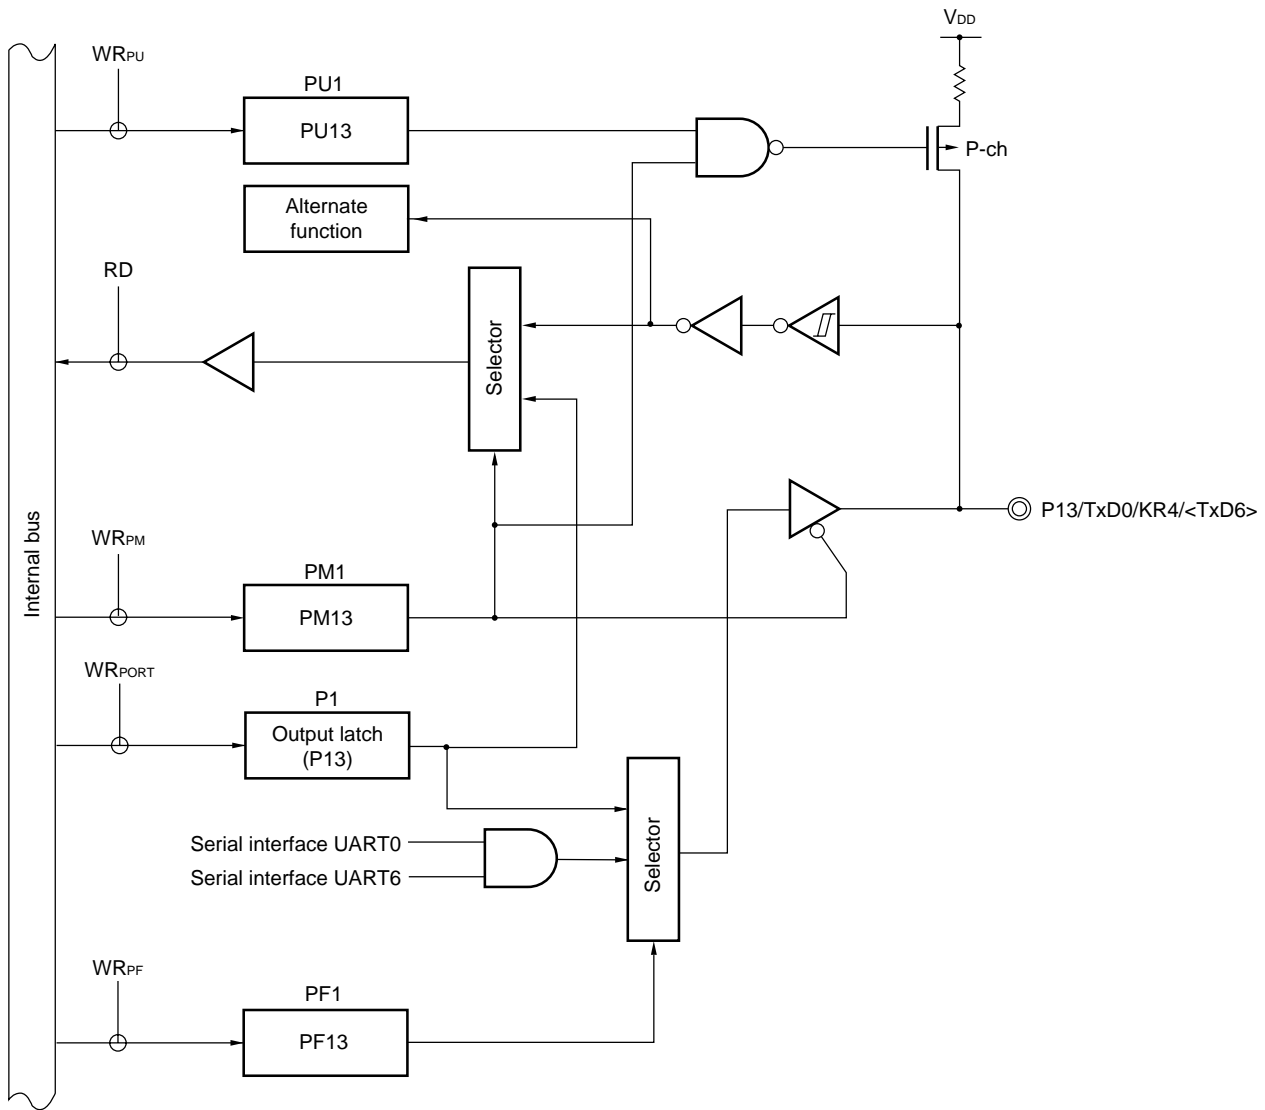 VDD
WRPU
PU1
PU13
P-ch
Alternate
function
RD
Selector
Internal bus
P13/TxD0/KR4/<TxD6>
WRPM
PM1
PM13
WRPORT
P1
Output latch
(P13)
Serial interface UART0
Serial interface UART6
Selector
WRPF
PF1
PF13